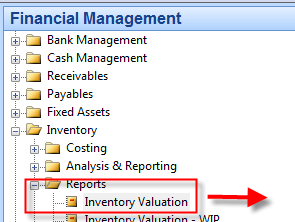 Financial Management
Bank Management
Cash Management
Receivables
Payables
Fixed Assets
Inventory
Costing
Analysis & Reporting
Reports
Inventory Valuation
Inventory Valuation - WIP